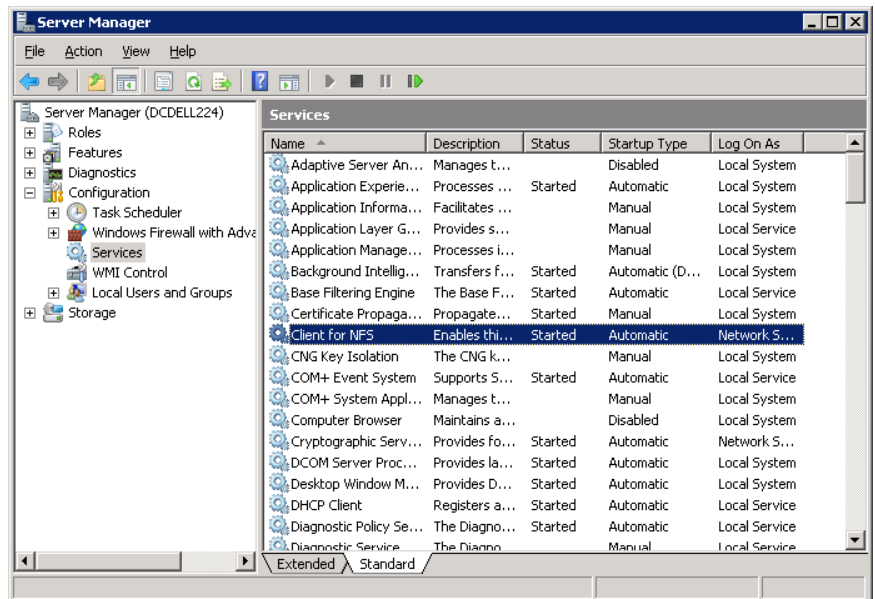 Server Manager
File Action View Help
Server Manager (DCDELL224)
Roles
Features
Diagnostics
Configuration
Task Scheduler
Windows Firewall with Adva
Services
WMI Control
Local Users and Groups
Storage
Services
Name Description Status Startup Type Log On As
Adaptive Server An... Manages t... Disabled Local System
Application Experie... Processes ... Started Automatic Local System
Application Informa... Facilitates ... Manual Local System
Application Layer G... Provides s... Manual Local Service
Application Manage... Processes i... Manual Local System
Background Intellig... Transfers f... Started Automatic (D... Local System
Base Filtering Engine The Base F... Started Automatic Local Service
Certificate Propaga... Propagate... Started Manual Local System
Client for NFS Enables thi... Started Automatic Network S...
CNG Key Isolation The CNG k... Manual Local System
COM+ Event System Supports S... Started Automatic Local Service
COM+ System Appl... Manages t... Manual Local System
Computer Browser Maintains a... Disabled Local System
Cryptographic Serv... Provides fo... Started Automatic Network S...
DCOM Server Proc... Provides la... Started Automatic Local System
Desktop Window M... Provides D... Started Automatic Local System
DHCP Client Registers a... Started Automatic Local Service
Diagnostic Policy Se... The Diagno... Started Automatic Local Service
Diagnostic Service The Diagno Manual Local Service
Extended Standard